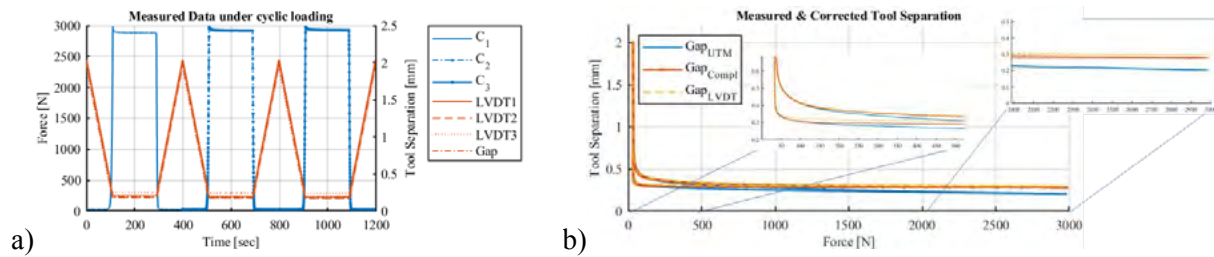 Measured Data under cyclic loading
3000
2500
2000
1500
1000
500
0
Force [N]
2.5
2
1.5
1
0.5
0
Tool Separation [mm]
0 200 400 600 800 1000 1200
Time [sec]
C1
C2
C3
LVDT1
LVDT2
LVDT3
Gap
a)
Measured & Corrected Tool Separation
2
1.5
1
0.5
0
Tool Separation [mm]
0 500 1000 1500 2000 2500 3000
Force [N]
GapUTM
GapCompl
GapLVDT
b)